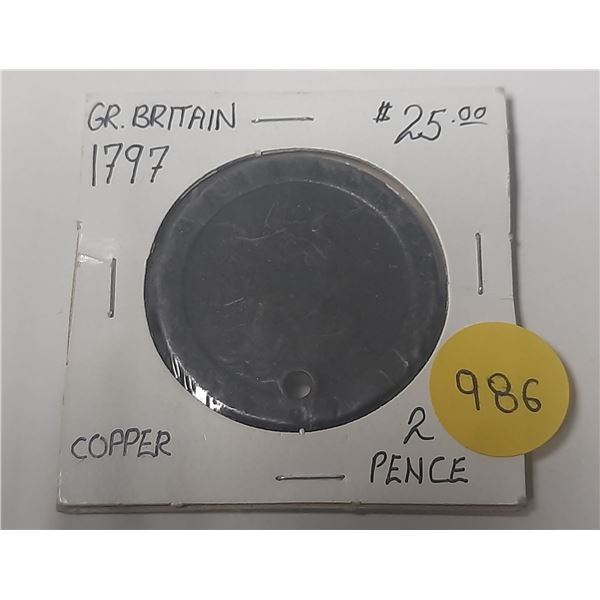 GR. BRITAIN
$25.00
1797
986
COPPER
2
PENCE